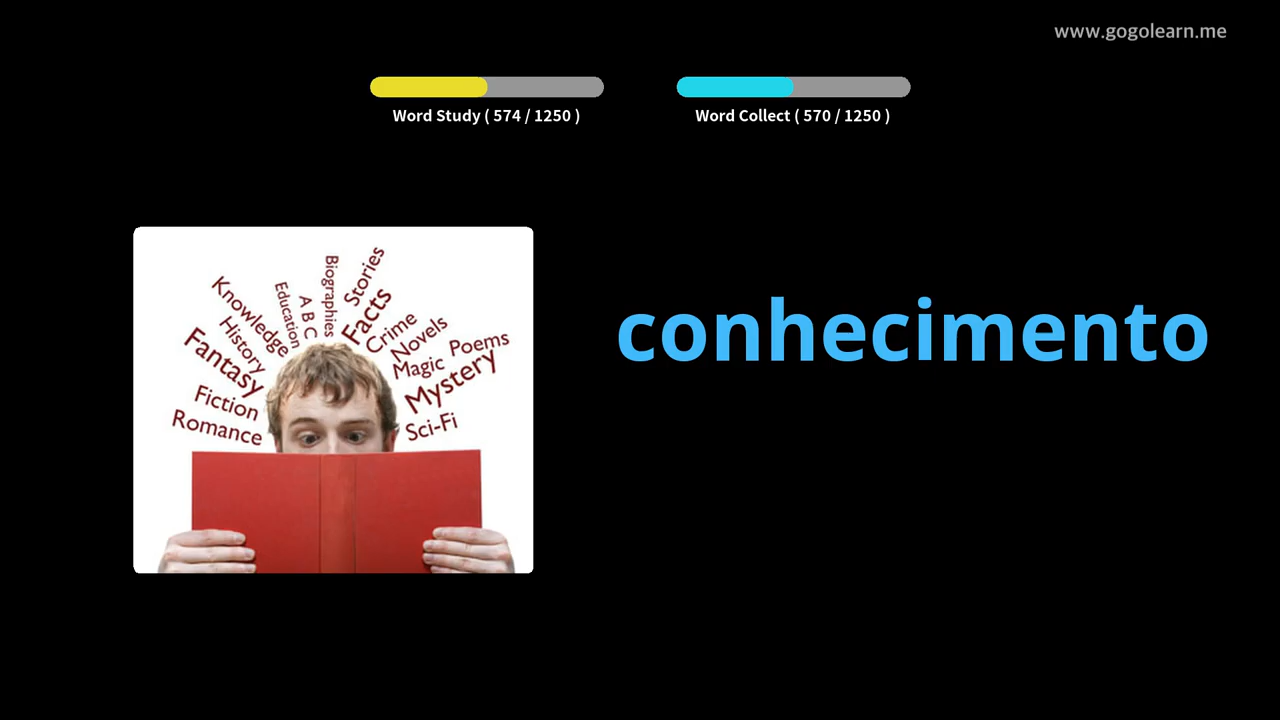 www.gogolearn.me
Word Study ( 574 / 1250 )
Word Collect ( 570 / 1250 )
Stories
Biographies
Facts
Education
A B C
Knowledge
Crime
Novels
History
Poems
Magic
Fantasy
Mystery
Fiction
Romance
Sci-Fi
conhecimento